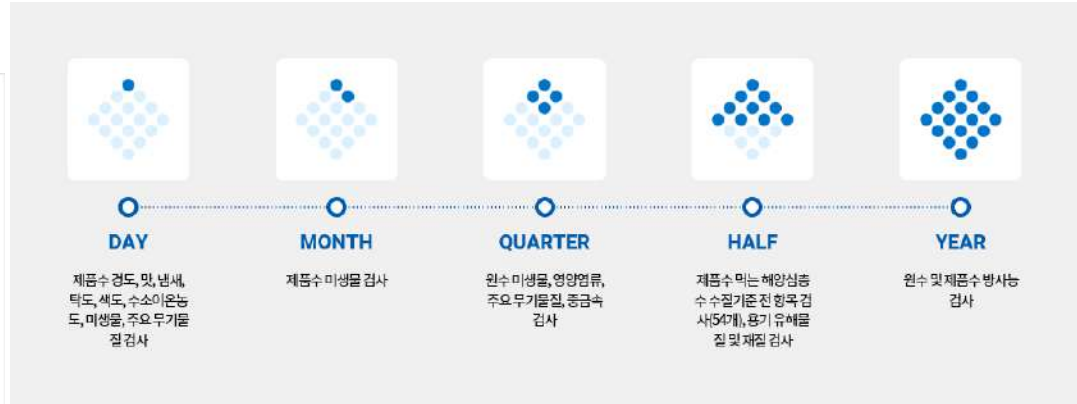 DAY
제품수 경도, 맛, 냄새,
탁도, 색도, 수소이온농
도, 미생물, 주요 무기물
질 검사
MONTH
제품수 미생물 검사
QUARTER
원수 미생물, 영양염류,
주요 무기물질, 중금속
검사
HALF
제품수 먹는 해양심층
수 수질기준 전 항목 검
사(54개), 용기 유해물
질 및 재질 검사
YEAR
원수 및 제품수 방사능
검사